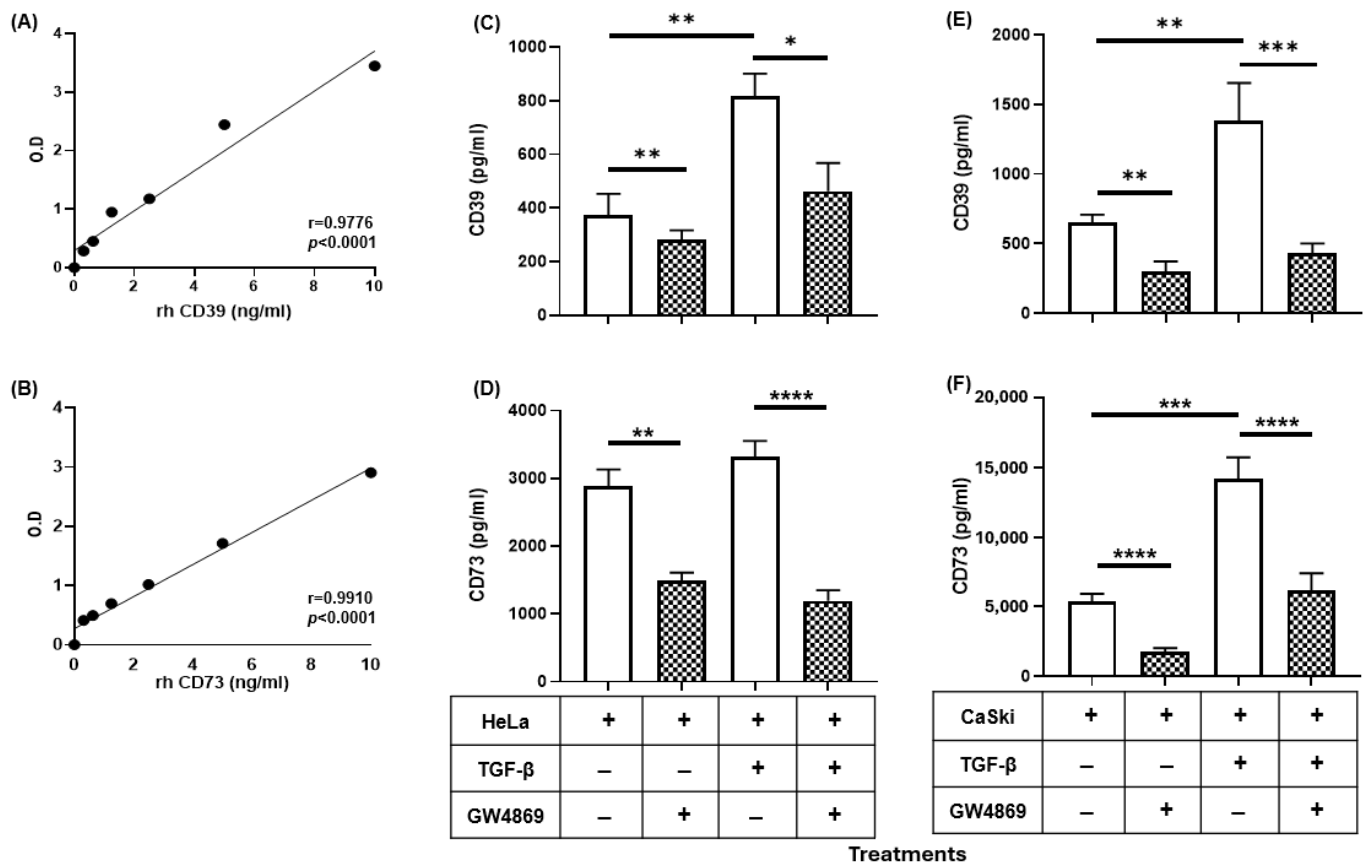 (A)
4
3
2
1
0
O.D
0 2 4 6 8 10
rh CD39 (ng/ml)
r=0.9776
p<0.0001
(B)
4
3
2
1
0
O.D
0 2 4 6 8 10
rh CD73 (ng/ml)
r=0.9910
p<0.0001
(C)
1000
800
600
400
200
0
CD39 (pg/ml)
**
**
*
(D)
4000
3000
2000
1000
0
CD73 (pg/ml)
**
****
HeLa + + + +
TGF-β – – + +
GW4869 – + – +
(E)
2000
1500
1000
500
0
CD39 (pg/ml)
**
**
***
(F)
20,000
15,000
10,000
5,000
0
CD73 (pg/ml)
***
****
****
CaSki + + + +
TGF-β – – + +
GW4869 – + – +
Treatments